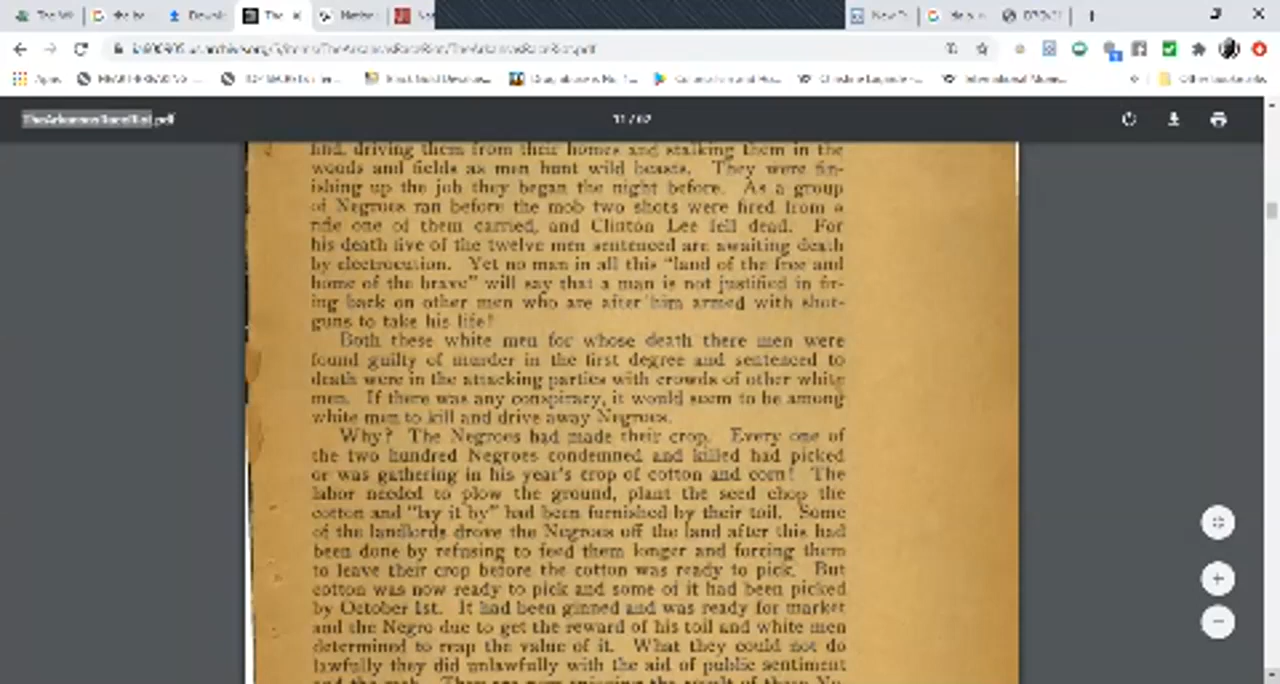 TheArkansasRaceRiot.pdf
11 / 62
find, driving them from their homes and stalking them in the
woods and fields as men hunt wild beasts. They were fin-
ishing up the job they began the night before. As a group
of Negroes ran before the mob two shots were fired from a
rifle one of them carried, and Clinton Lee fell dead. For
his death five of the twelve men sentenced are awaiting death
by electrocution. Yet no man in all this "land of the free and
home of the brave" will say that a man is not justified in fir-
ing back on other men who are after him armed with shot-
guns to take his life!
Both these white men for whose death there men were
found guilty of murder in the first degree and sentenced to
death were in the attacking parties with crowds of other white
men. If there was any conspiracy, it would seem to be among
white men to kill and drive away Negroes.
Why? The Negroes had made their crop. Every one of
the two hundred Negroes condemned and killed had picked
or was gathering in his year's crop of cotton and corn! The
labor needed to plow the ground, plant the seed chop the
cotton and "lay it by" had been furnished by their toil. Some
of the landlords drove the Negroes off the land after this had
been done by refusing to feed them longer and forcing them
to leave their crop before the cotton was ready to pick. But
cotton was now ready to pick and some of it had been picked
by October 1st. It had been ginned and was ready for market
and the Negro due to get the reward of his toil and white men
determined to reap the value of it. What they could not do
lawfully they did unlawfully with the aid of public sentiment